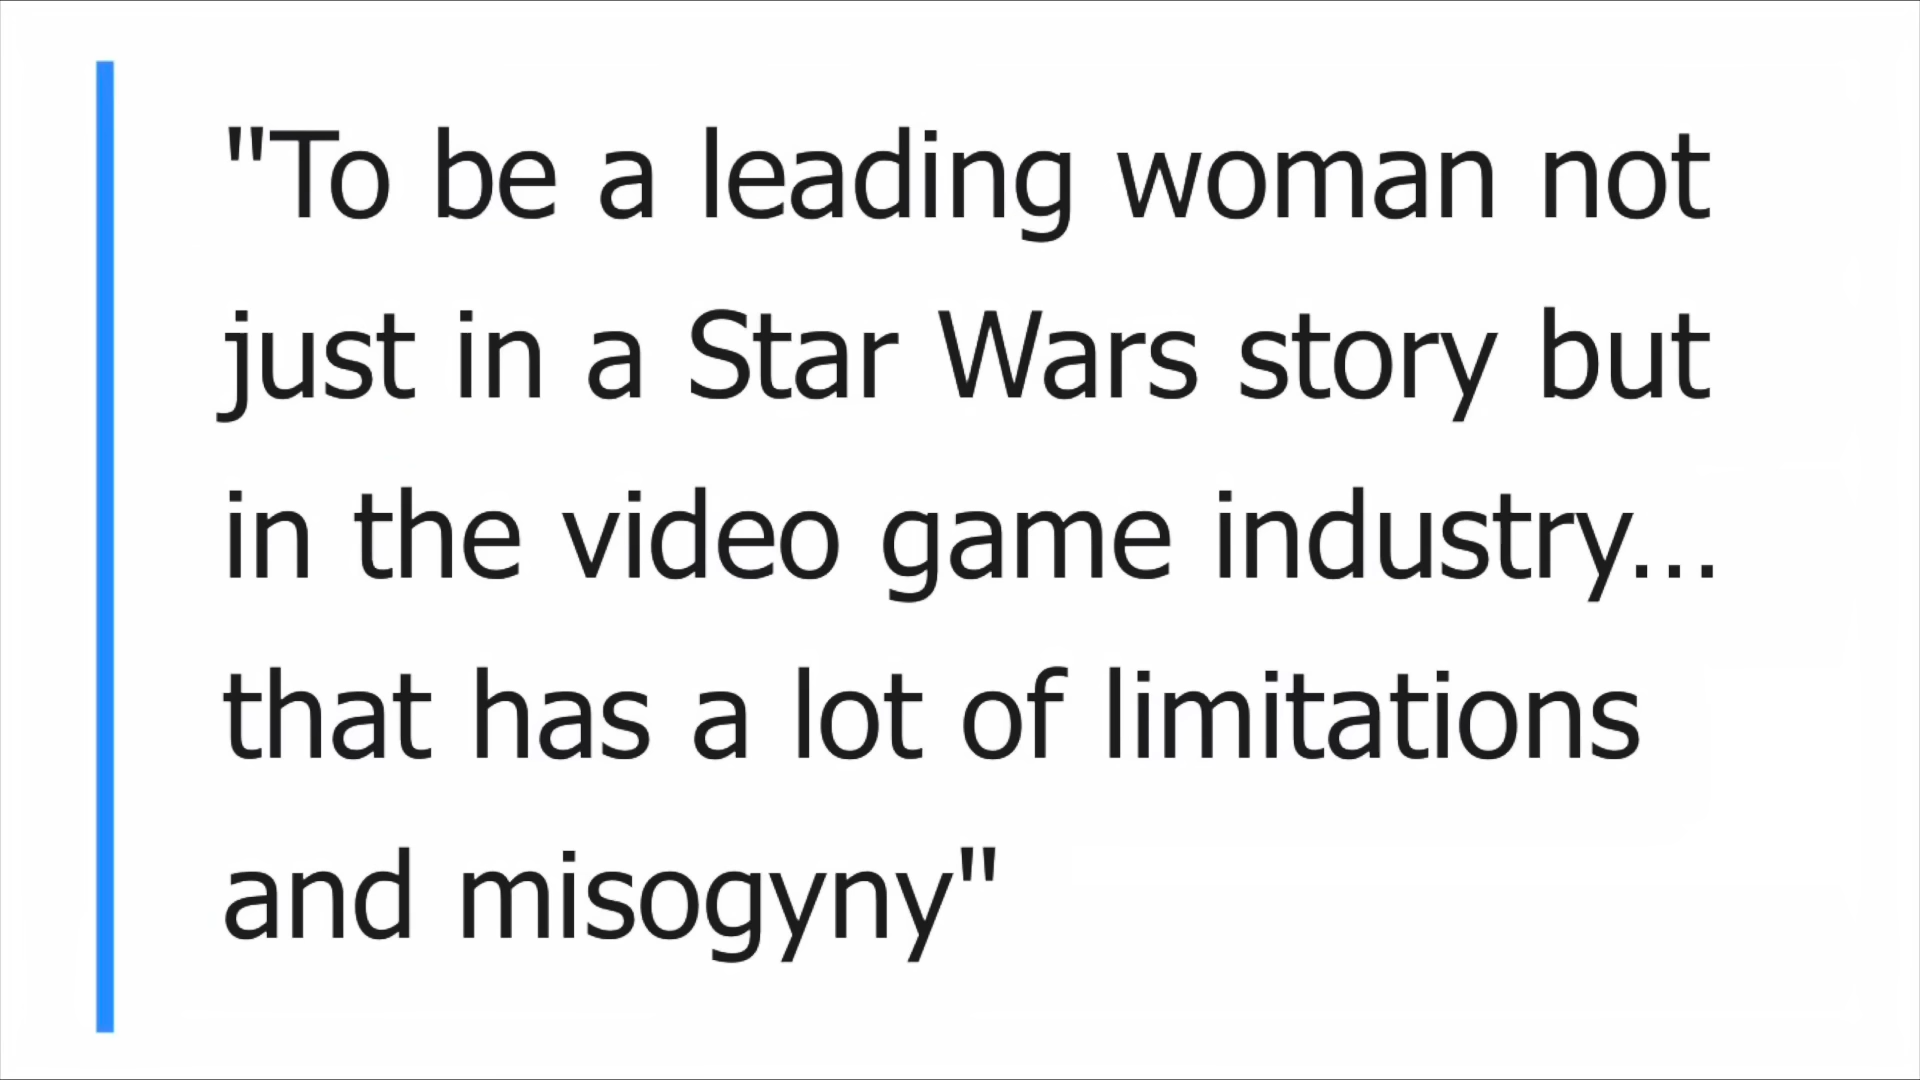 "To be a leading woman not
just in a Star Wars story but
in the video game industry...
that has a lot of limitations
and misogyny"